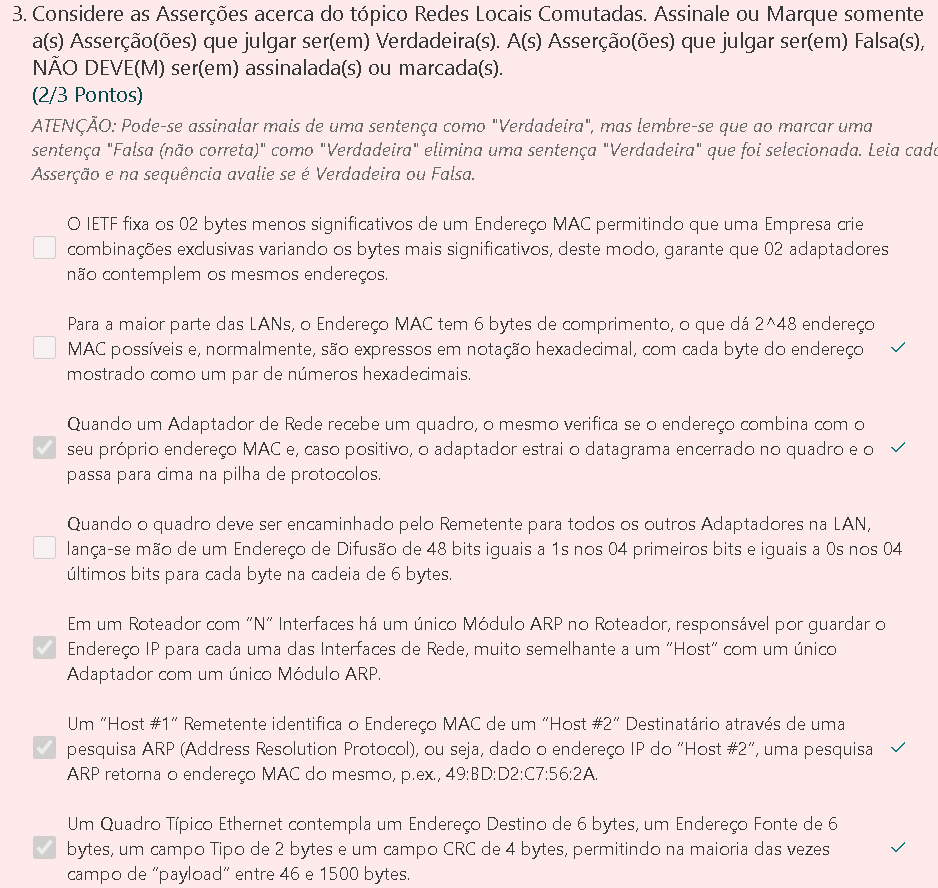 3. Considere as Asserções acerca do tópico Redes Locais Comutadas. Assinale ou Marque somente
a(s) Asserção(ões) que julgar ser(em) Verdadeira(s). A(s) Asserção(ões) que julgar ser(em) Falsa(s),
NÃO DEVE(M) ser(em) assinalada(s) ou marcada(s).
(2/3 Pontos)
ATENÇÃO: Pode-se assinalar mais de uma sentença como "Verdadeira", mas lembre-se que ao marcar uma
sentença "Falsa (não correta)" como "Verdadeira" elimina uma sentença "Verdadeira" que foi selecionada. Leia cada
Asserção e na sequência avalie se é Verdadeira ou Falsa.
O IETF fixa os 02 bytes menos significativos de um Endereço MAC permitindo que uma Empresa crie
combinações exclusivas variando os bytes mais significativos, deste modo, garante que 02 adaptadores
não contemplem os mesmos endereços.
Para a maior parte das LANs, o Endereço MAC tem 6 bytes de comprimento, o que dá 2^48 endereço
MAC possíveis e, normalmente, são expressos em notação hexadecimal, com cada byte do endereço
mostrado como um par de números hexadecimais.
Quando um Adaptador de Rede recebe um quadro, o mesmo verifica se o endereço combina com o
seu próprio endereço MAC e, caso positivo, o adaptador estrai o datagrama encerrado no quadro e o
passa para cima na pilha de protocolos.
Quando o quadro deve ser encaminhado pelo Remetente para todos os outros Adaptadores na LAN,
lança-se mão de um Endereço de Difusão de 48 bits iguais a 1s nos 04 primeiros bits e iguais a 0s nos 04
últimos bits para cada byte na cadeia de 6 bytes.
Em um Roteador com "N" Interfaces há um único Módulo ARP no Roteador, responsável por guardar o
Endereço IP para cada uma das Interfaces de Rede, muito semelhante a um "Host" com um único
Adaptador com um único Módulo ARP.
Um "Host #1" Remetente identifica o Endereço MAC de um "Host #2" Destinatário através de uma
pesquisa ARP (Address Resolution Protocol), ou seja, dado o endereço IP do "Host #2", uma pesquisa
ARP retorna o endereço MAC do mesmo, p.ex., 49:BD:D2:C7:56:2A.
Um Quadro Típico Ethernet contempla um Endereço Destino de 6 bytes, um Endereço Fonte de 6
bytes, um campo Tipo de 2 bytes e um campo CRC de 4 bytes, permitindo na maioria das vezes
campo de "payload" entre 46 e 1500 bytes.